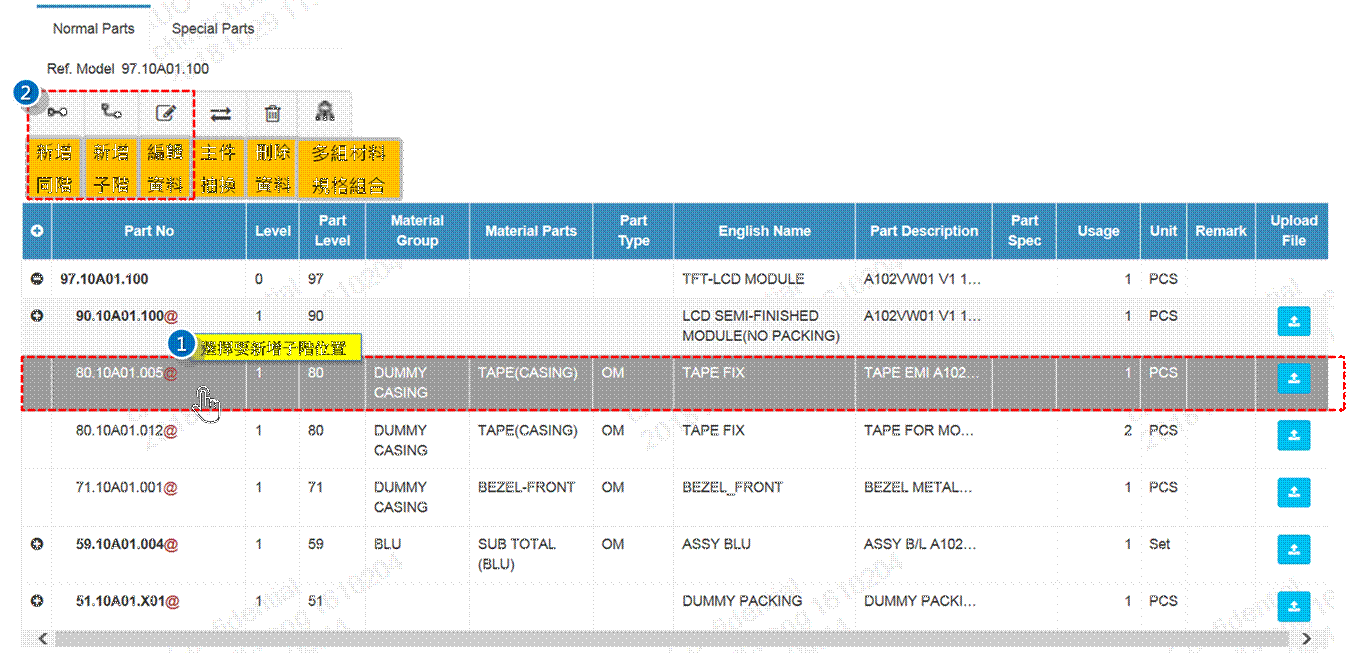 Normal Parts Special Parts
Ref. Model 97.10A01.100
2
新增 新增 編輯 主件 刪除 多組材料
同階 子階 資料 抽換 資料 規格組合
Part No Level Part Level Material Group Material Parts Part Type English Name Part Description Part Spec Usage Unit Remark Upload File
97.10A01.100 0 97 TFT-LCD MODULE A102VW01 V1 1... 1 PCS
90.10A01.100@ 1 90 LCD SEMI-FINISHED MODULE(NO PACKING) A102VW01 V1 1... 1 PCS
1 選擇要新增子階位置
80.10A01.005@ 1 80 DUMMY CASING TAPE(CASING) OM TAPE FIX TAPE EMI A102... 1 PCS
80.10A01.012@ 1 80 DUMMY CASING TAPE(CASING) OM TAPE FIX TAPE FOR MO... 2 PCS
71.10A01.001@ 1 71 DUMMY CASING BEZEL-FRONT OM BEZEL_FRONT BEZEL METAL... 1 PCS
59.10A01.004@ 1 59 BLU SUB TOTAL (BLU) OM ASSY BLU ASSY B/L A102... 1 Set
51.10A01.X01@ 1 51 DUMMY PACKING DUMMY PACKI... 1 PCS